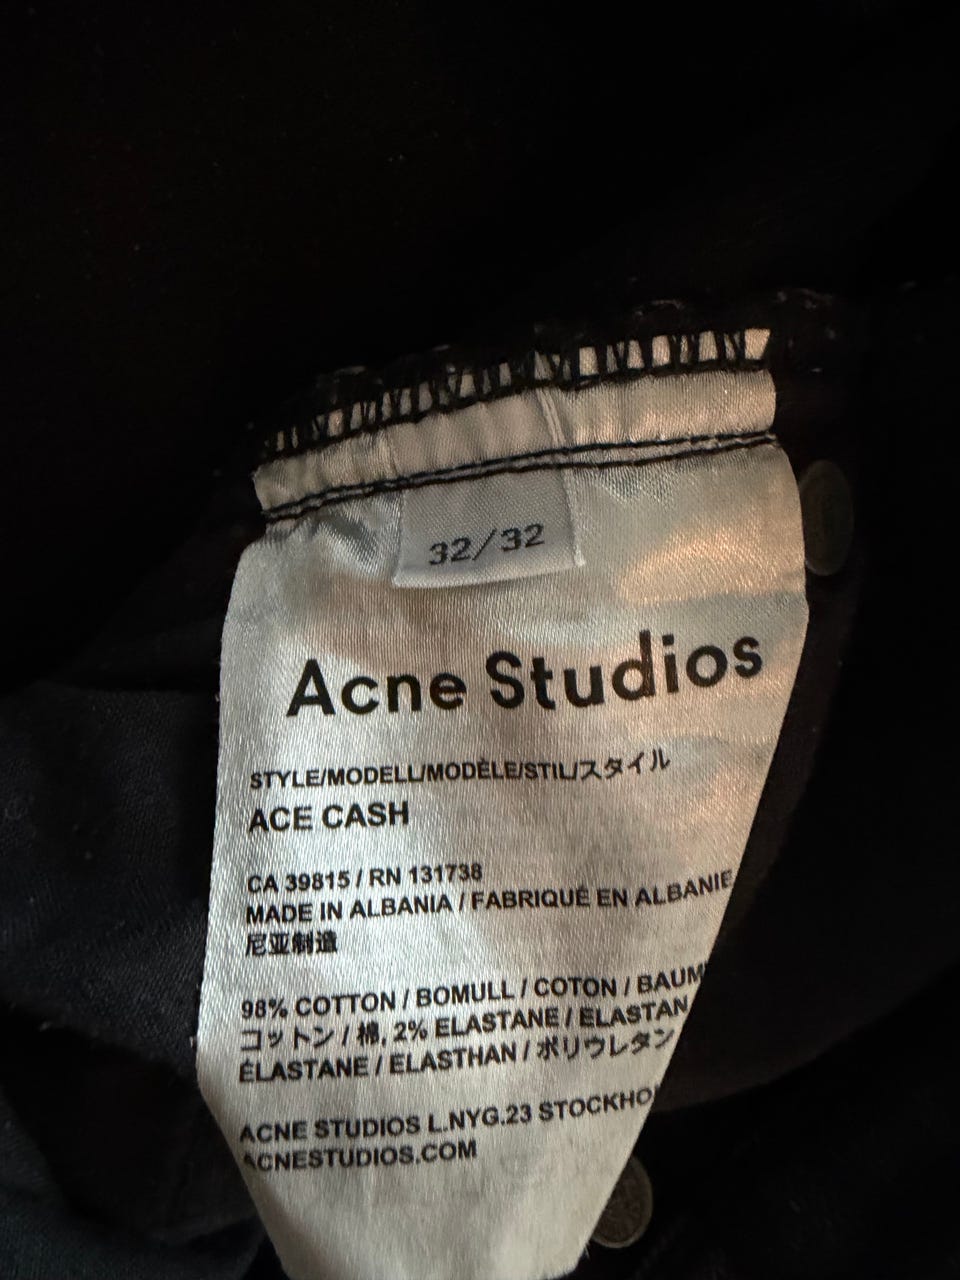 32/32
Acne Studios
STYLE/MODELL/MODÈLE/STIL/スタイル
ACE CASH
CA 39815 / RN 131738
MADE IN ALBANIA / FABRIQUÉ EN ALBANIE
尼亚制造
98% COTTON / BOMULL / COTON / BAUM
コットン / 棉, 2% ELASTANE / ELASTAN
ÉLASTANE / ELASTHAN / ポリウレタン
ACNE STUDIOS L.NYG.23 STOCKHO
ACNESTUDIOS.COM